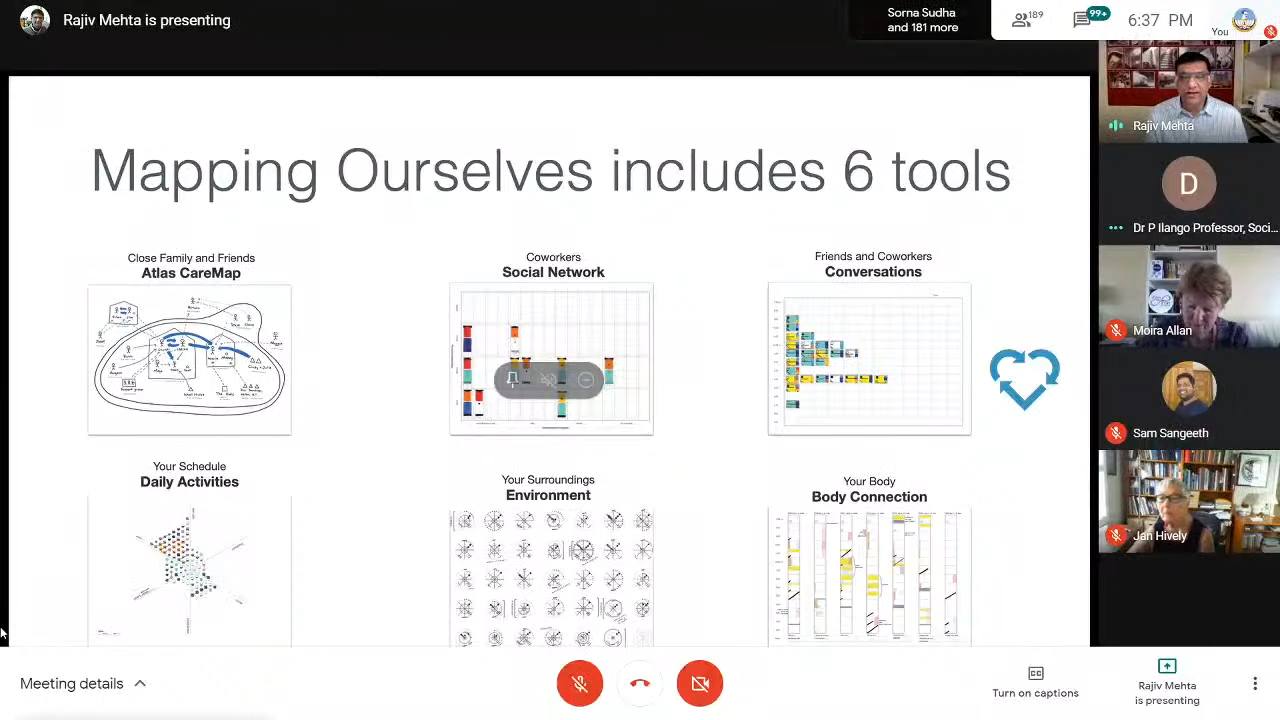 Rajiv Mehta is presenting
Sorna Sudha
and 181 more
189
99+
6:37 PM
You
Rajiv Mehta
Mapping Ourselves includes 6 tools
D
Dr P Ilango Professor, Soci...
Close Family and Friends
Atlas CareMap
Coworkers
Social Network
Friends and Coworkers
Conversations
Moira Allan
Sam Sangeeth
Your Schedule
Daily Activities
Your Surroundings
Environment
Your Body
Body Connection
Jan Hively
Meeting details
Turn on captions
Rajiv Mehta
is presenting